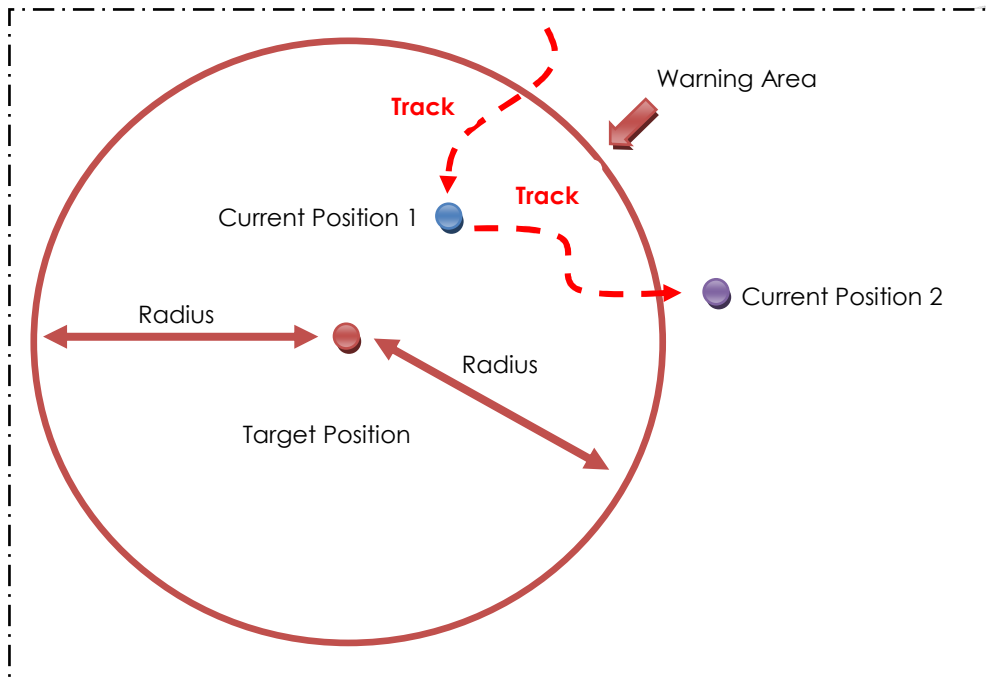 Warning Area
Track
Track
Current Position 1
Current Position 2
Radius
Radius
Target Position